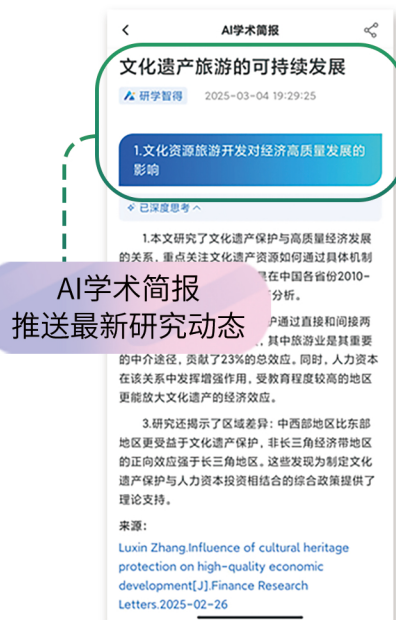 AI学术简报
文化遗产旅游的可持续发展
研学智得 2025-03-04 19:29:25
1.文化资源旅游开发对经济高质量发展的
影响
已深度思考
1.本文研究了文化遗产保护与高质量经济发展
的关系，重点关注文化遗产资源如何通过具体机制
是在中国各省份2010-
分析。
AI学术简报
推送最新研究动态
护通过直接和间接两
，其中旅游业是其重要
的中介途径，贡献了23%的总效应。同时，人力资本
在该关系中发挥增强作用，受教育程度较高的地区
更能放大文化遗产的经济效应。
3.研究还揭示了区域差异：中西部地区比东部
地区更受益于文化遗产保护，非长三角经济带地区
的正向效应强于长三角地区。这些发现为制定文化
遗产保护与人力资本投资相结合的综合政策提供了
理论支持。
来源：
Luxin Zhang.Influence of cultural heritage
protection on high-quality economic
development[J].Finance Research
Letters.2025-02-26